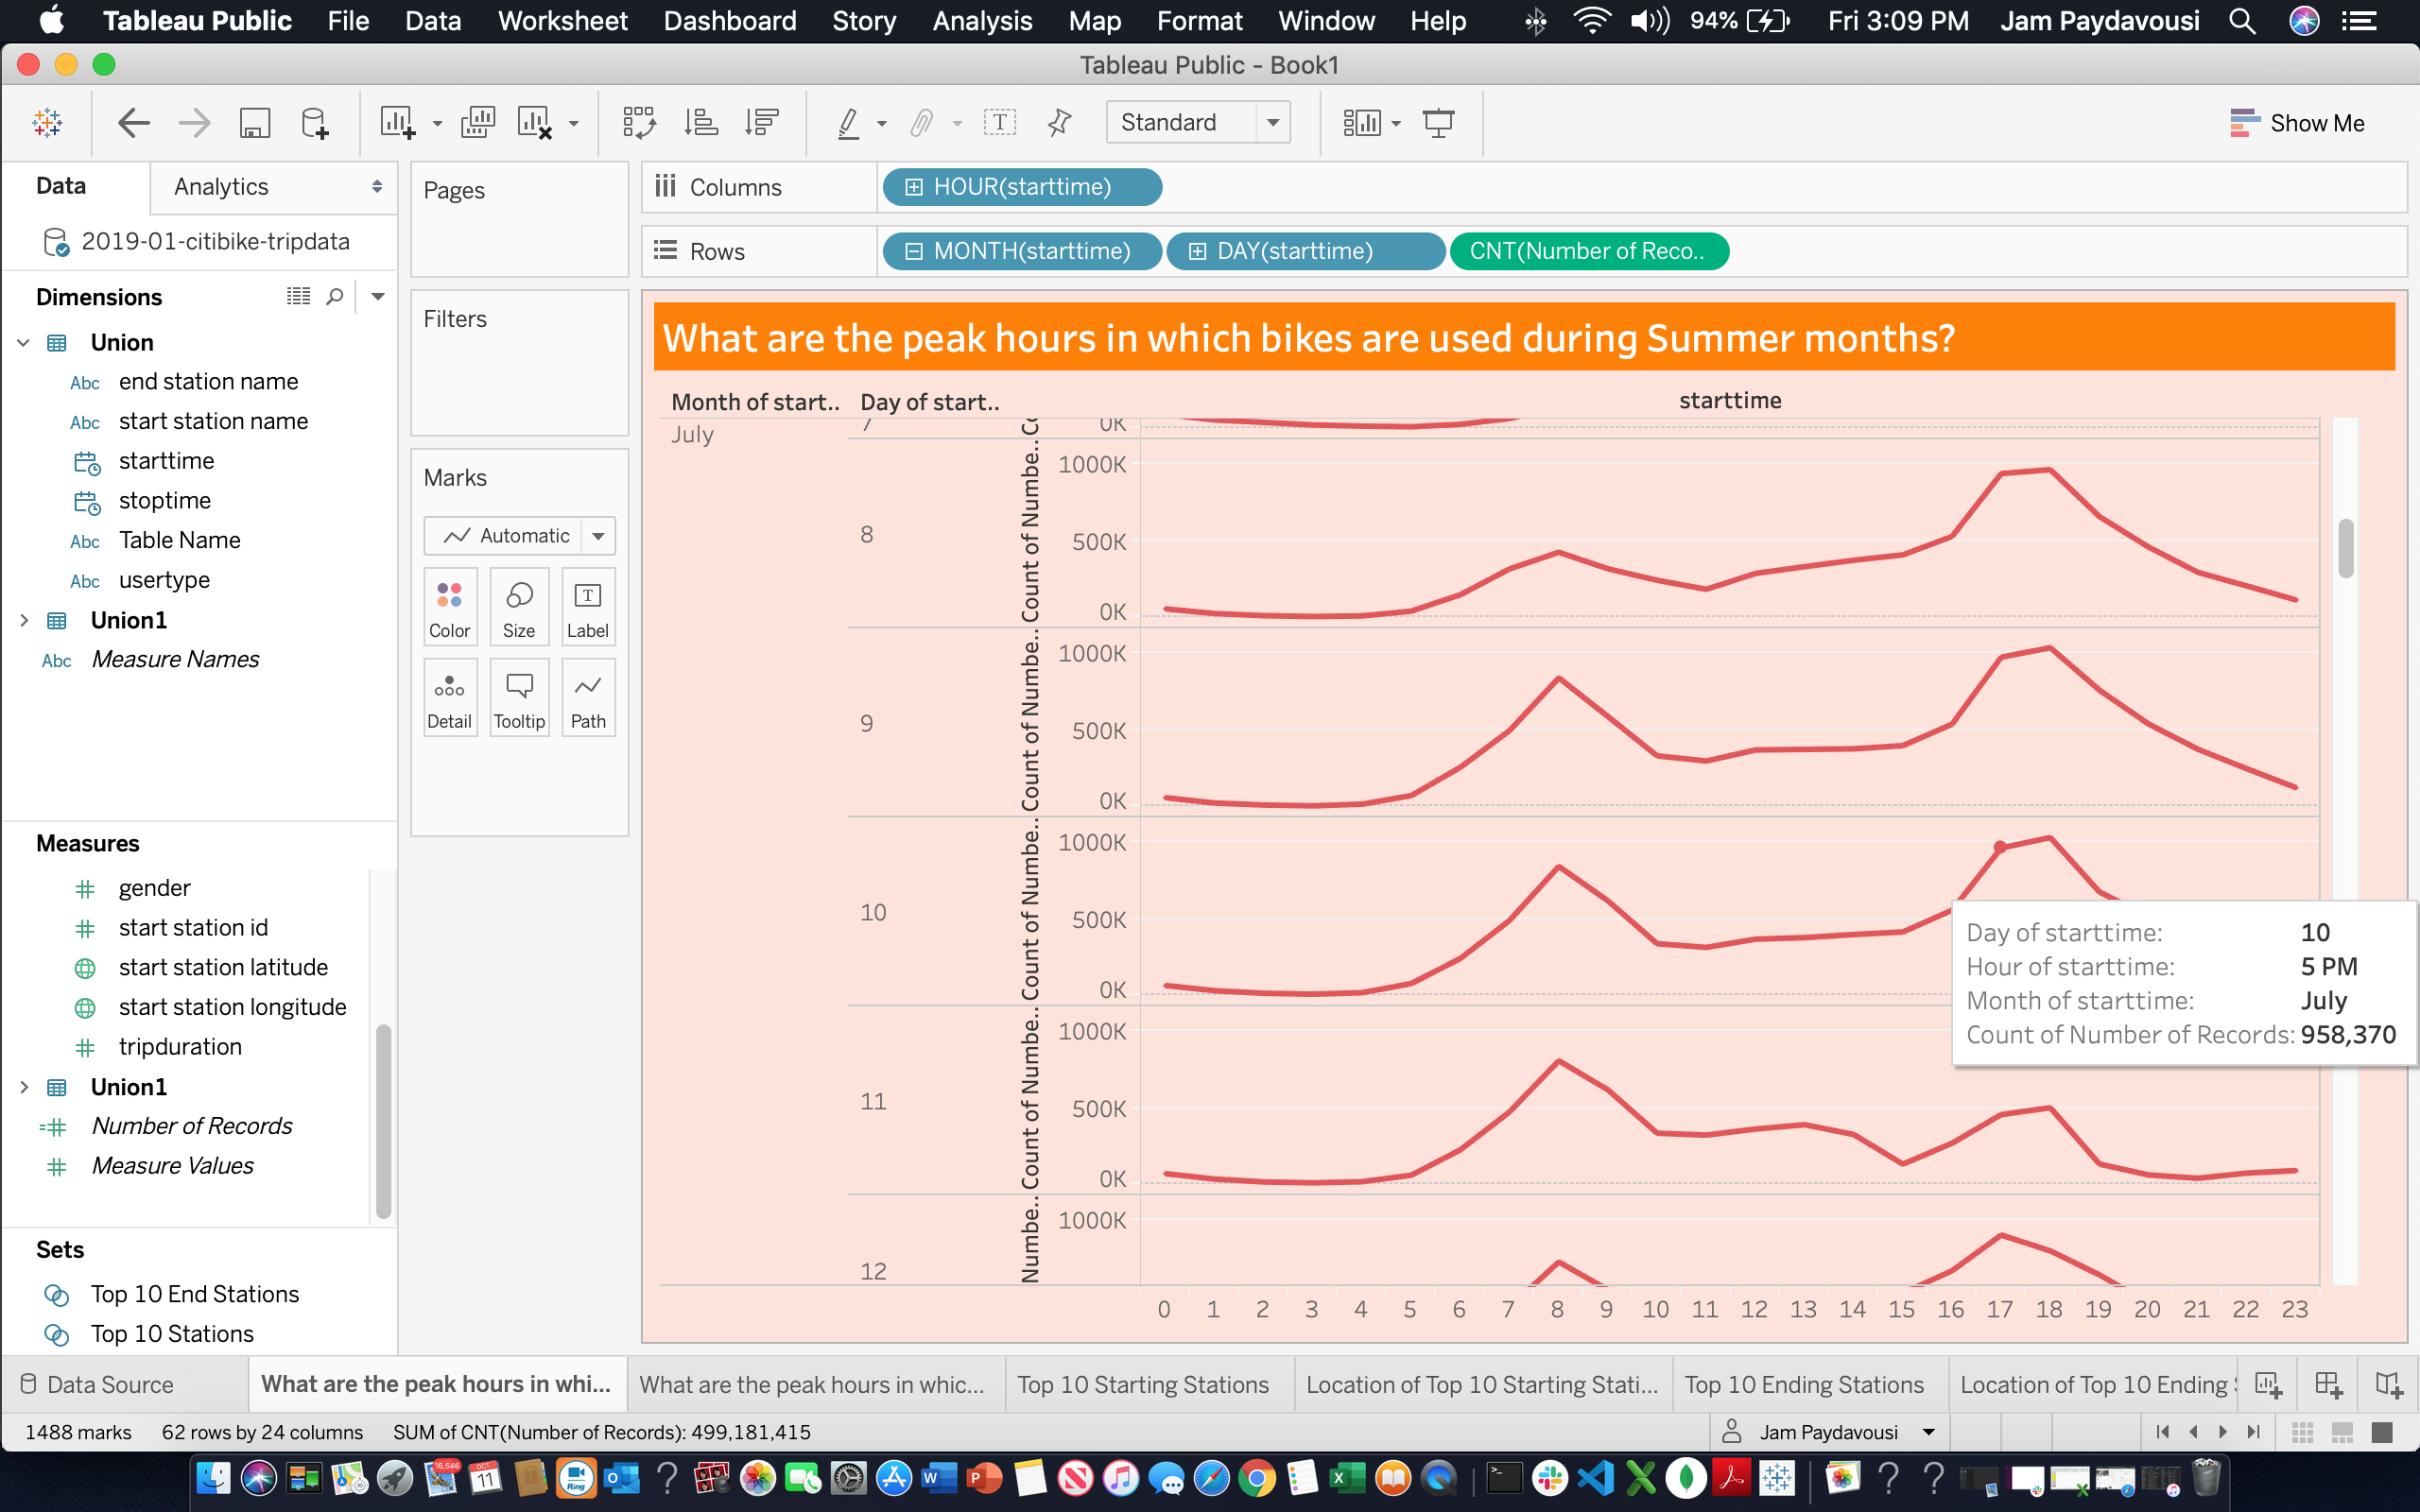 Tableau Public File Data Worksheet Dashboard Story Analysis Map Format Window Help 94% Fri 3:09 PM Jam Paydavousi
Tableau Public - Book1
Standard
Show Me
Data Analytics
2019-01-citibike-tripdata
Dimensions
Union
Abc end station name
Abc start station name
starttime
stoptime
Abc Table Name
Abc usertype
Union1
Abc Measure Names
Measures
gender
start station id
start station latitude
start station longitude
tripduration
Union1
Number of Records
Measure Values
Sets
Top 10 End Stations
Top 10 Stations
Pages
Filters
Marks
Automatic
Color Size Label
Detail Tooltip Path
Columns HOUR(starttime)
Rows MONTH(starttime) DAY(starttime) CNT(Number of Reco..
What are the peak hours in which bikes are used during Summer months?
Month of start.. Day of start.. starttime
July
0K
8
Count of Numbe..
1000K
500K
0K
9
Count of Numbe..
1000K
500K
0K
10
Count of Numbe..
1000K
500K
0K
11
Count of Numbe..
1000K
500K
0K
12
Numbe..
1000K
0 1 2 3 4 5 6 7 8 9 10 11 12 13 14 15 16 17 18 19 20 21 22 23
Day of starttime: 10
Hour of starttime: 5 PM
Month of starttime: July
Count of Number of Records: 958,370
Data Source What are the peak hours in whi... What are the peak hours in whic... Top 10 Starting Stations Location of Top 10 Starting Stati... Top 10 Ending Stations Location of Top 10 Ending
1488 marks 62 rows by 24 columns SUM of CNT(Number of Records): 499,181,415 Jam Paydavousi
16,546
OCT
11
Ring